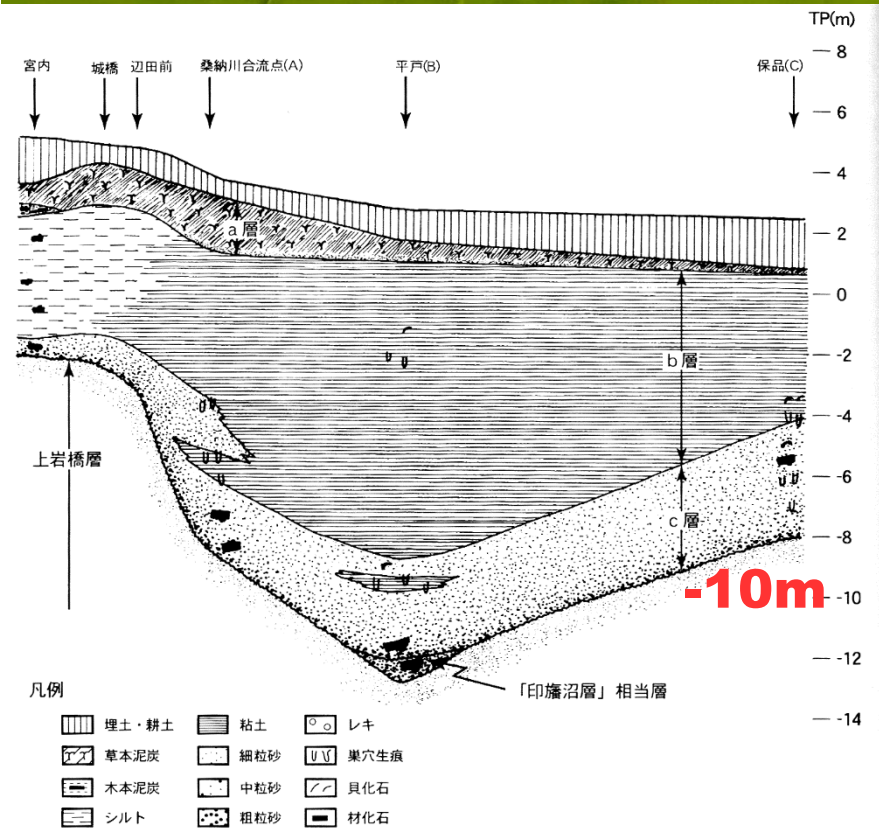 TP(m)
8
宮内
城橋
辺田前
桑納川合流点(A)
平戸(B)
保品(C)
6
4
a層
2
0
b層
-2
-4
上岩橋層
-6
c層
-8
-10m
-10
-12
「印旛沼層」相当層
-14
凡例
埋土・耕土
粘土
レキ
草本泥炭
細粒砂
巣穴生痕
木本泥炭
中粒砂
貝化石
シルト
粗粒砂
材化石